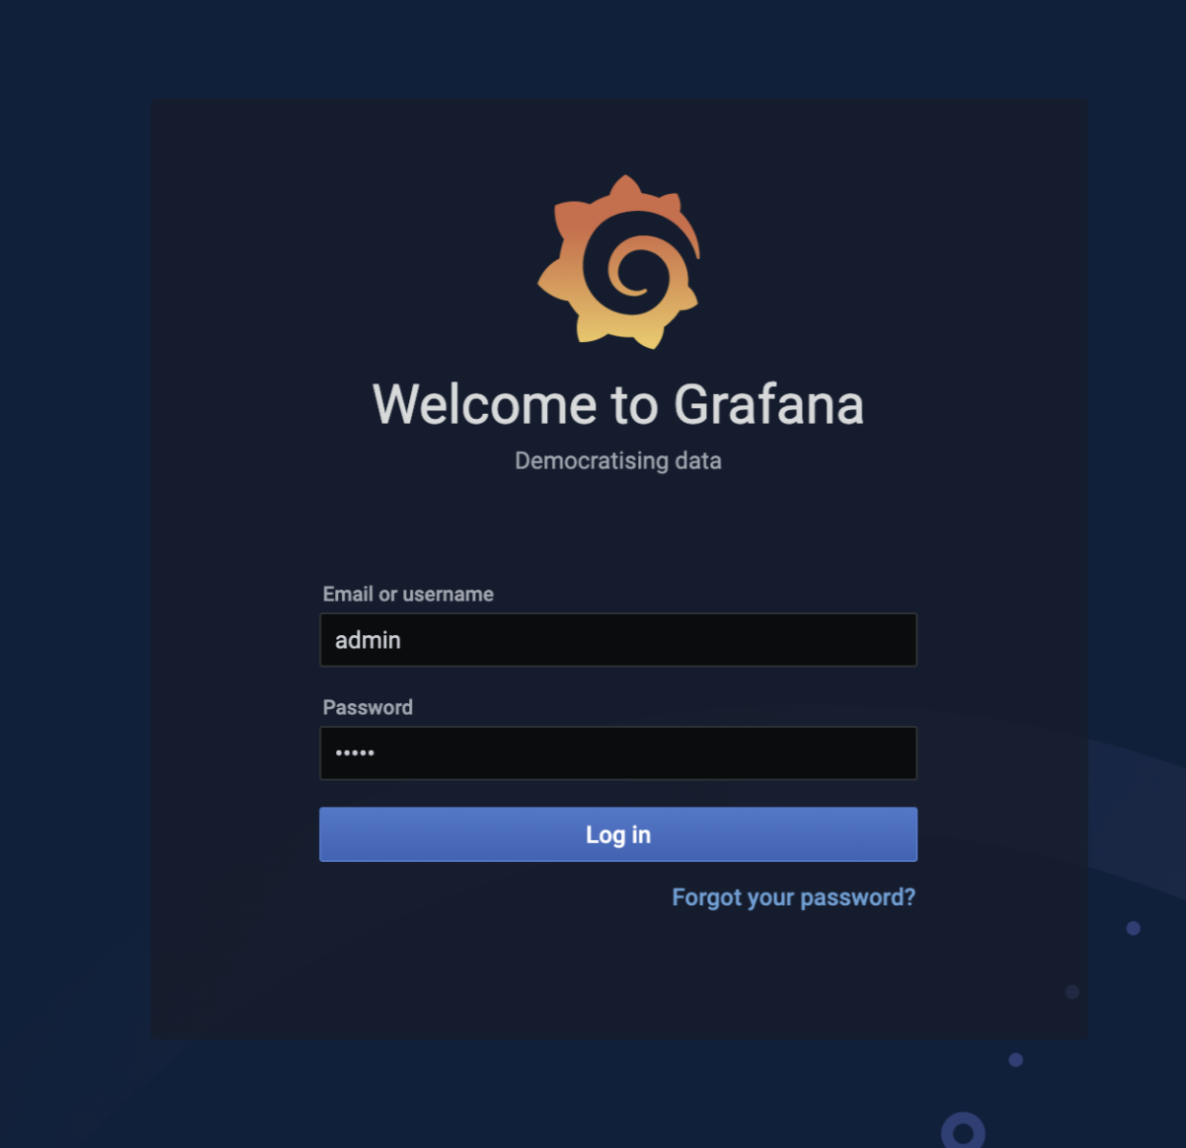 Welcome to Grafana
Democratising data
Email or username
admin
Password
•••••
Log in
Forgot your password?